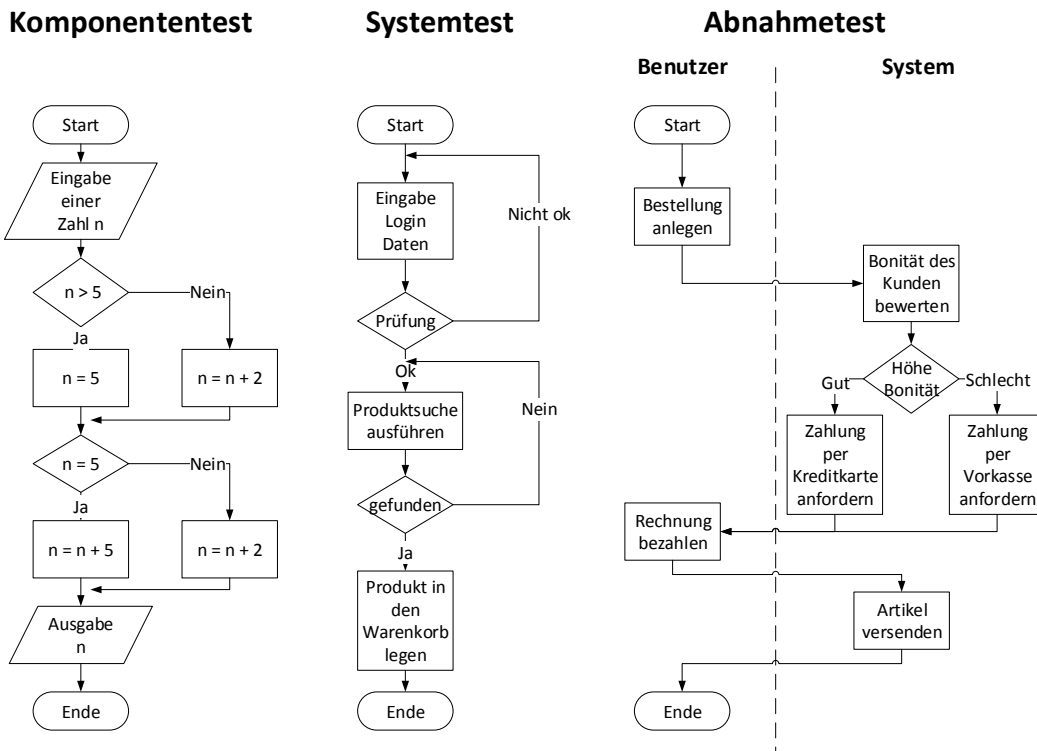 Komponententest
Start
Eingabe
einer
Zahl n
n > 5
Nein
Ja
n = 5
n = n + 2
n = 5
Nein
Ja
n = n + 5
n = n + 2
Ausgabe
n
Ende
Systemtest
Start
Eingabe
Login
Daten
Nicht ok
Prüfung
Ok
Produktsuche
ausführen
Nein
gefunden
Ja
Produkt in
den
Warenkorb
legen
Ende
Abnahmetest
Benutzer
System
Start
Bestellung
anlegen
Bonität des
Kunden
bewerten
Höhe
Bonität
Gut
Schlecht
Zahlung
per
Kreditkarte
anfordern
Zahlung
per
Vorkasse
anfordern
Rechnung
bezahlen
Artikel
versenden
Ende